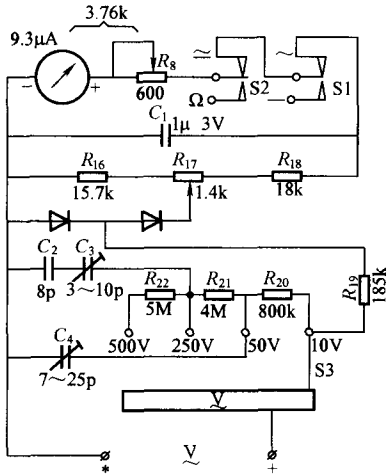 3.76k
9.3μA
R8
600
− +
≃ ~
Ω S2 − S1
C1 1μ 3V
R16 R17 R18
15.7k 1.4k 18k
C2 C3
8p 3~10p
R22 R21 R20 R19
5M 4M 800k 185k
500V 250V 50V 10V
C4
7~25p
S3
V
~
* V ~ +